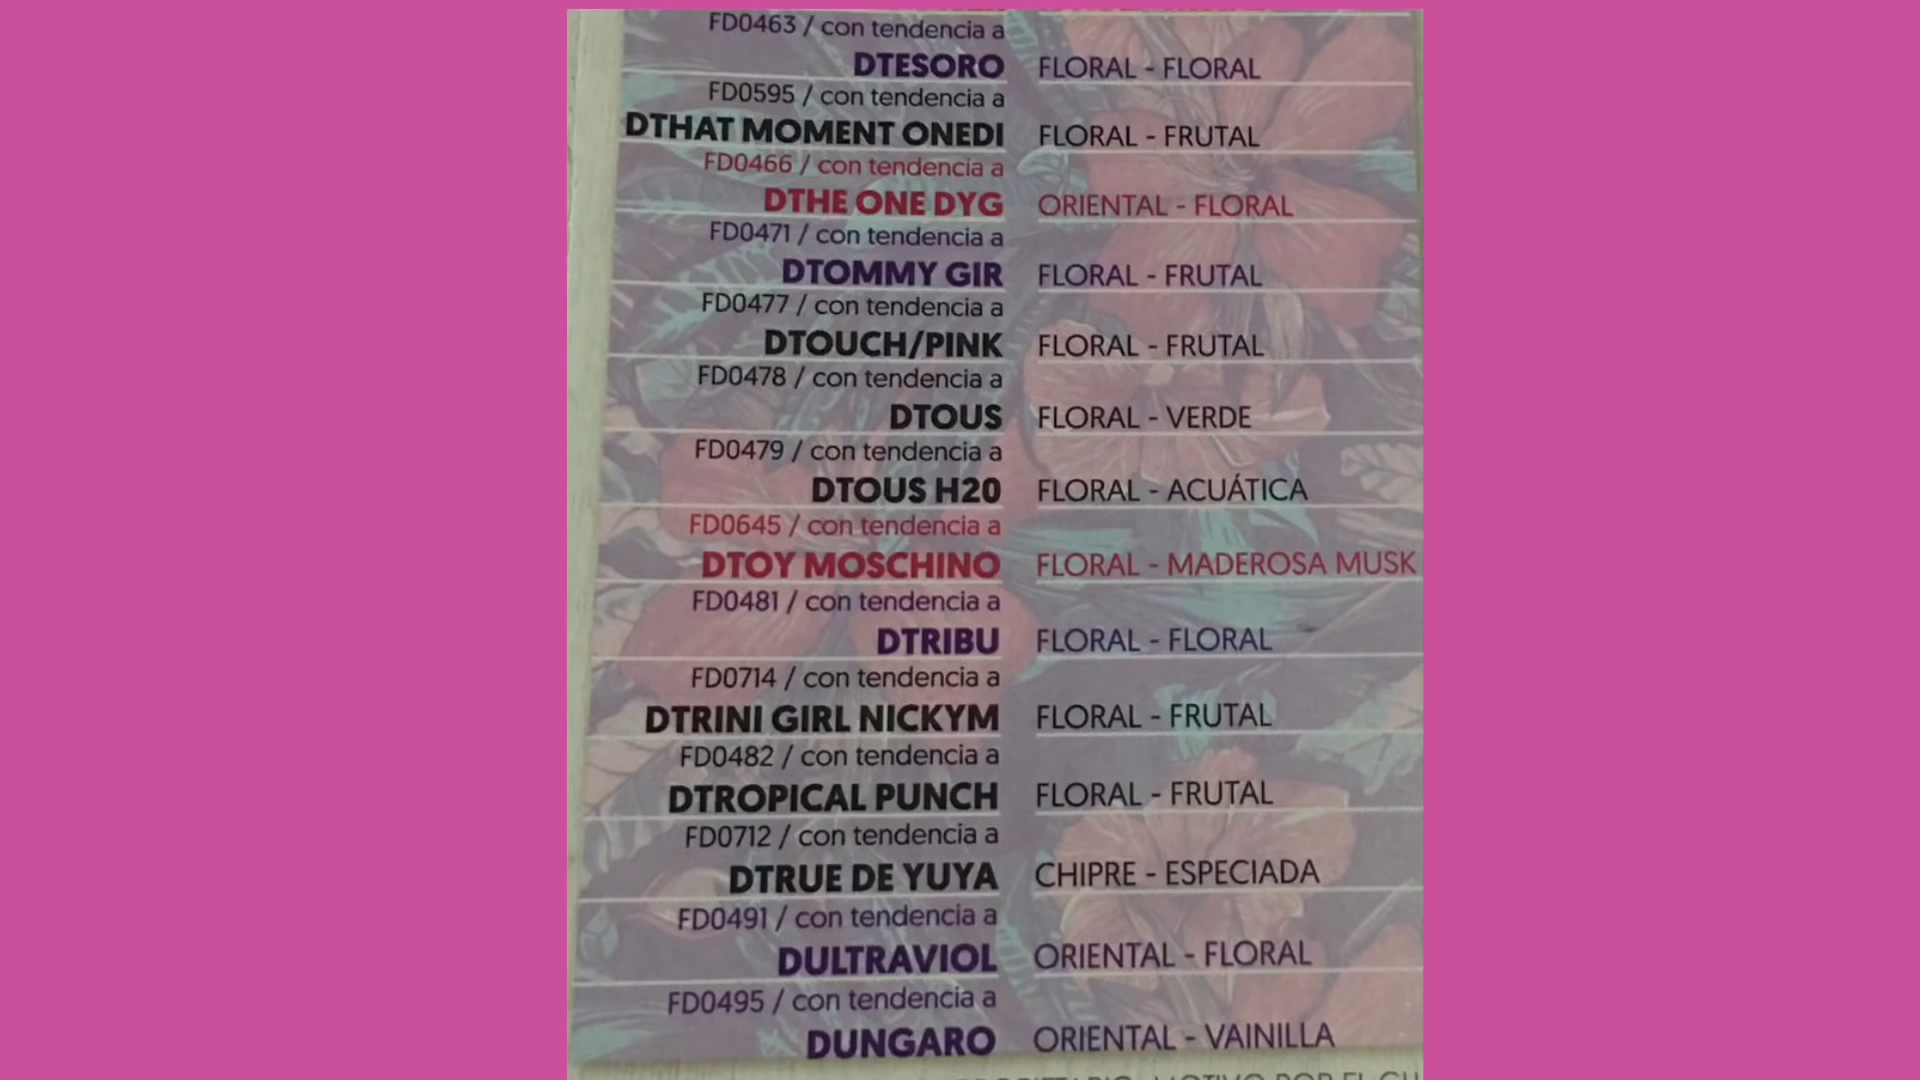 FD0463 / con tendencia a
DTESORO FLORAL - FLORAL
FD0595 / con tendencia a
DTHAT MOMENT ONEDI FLORAL - FRUTAL
FD0466 / con tendencia a
DTHE ONE DYG ORIENTAL - FLORAL
FD0471 / con tendencia a
DTOMMY GIR FLORAL - FRUTAL
FD0477 / con tendencia a
DTOUCH/PINK FLORAL - FRUTAL
FD0478 / con tendencia a
DTOUS FLORAL - VERDE
FD0479 / con tendencia a
DTOUS H20 FLORAL - ACUÁTICA
FD0645 / con tendencia a
DTOY MOSCHINO FLORAL - MADEROSA MUSK
FD0481 / con tendencia a
DTRIBU FLORAL - FLORAL
FD0714 / con tendencia a
DTRINI GIRL NICKYM FLORAL - FRUTAL
FD0482 / con tendencia a
DTROPICAL PUNCH FLORAL - FRUTAL
FD0712 / con tendencia a
DTRUE DE YUYA CHIPRE - ESPECIADA
FD0491 / con tendencia a
DULTRAVIOL ORIENTAL - FLORAL
FD0495 / con tendencia a
DUNGARO ORIENTAL - VAINILLA